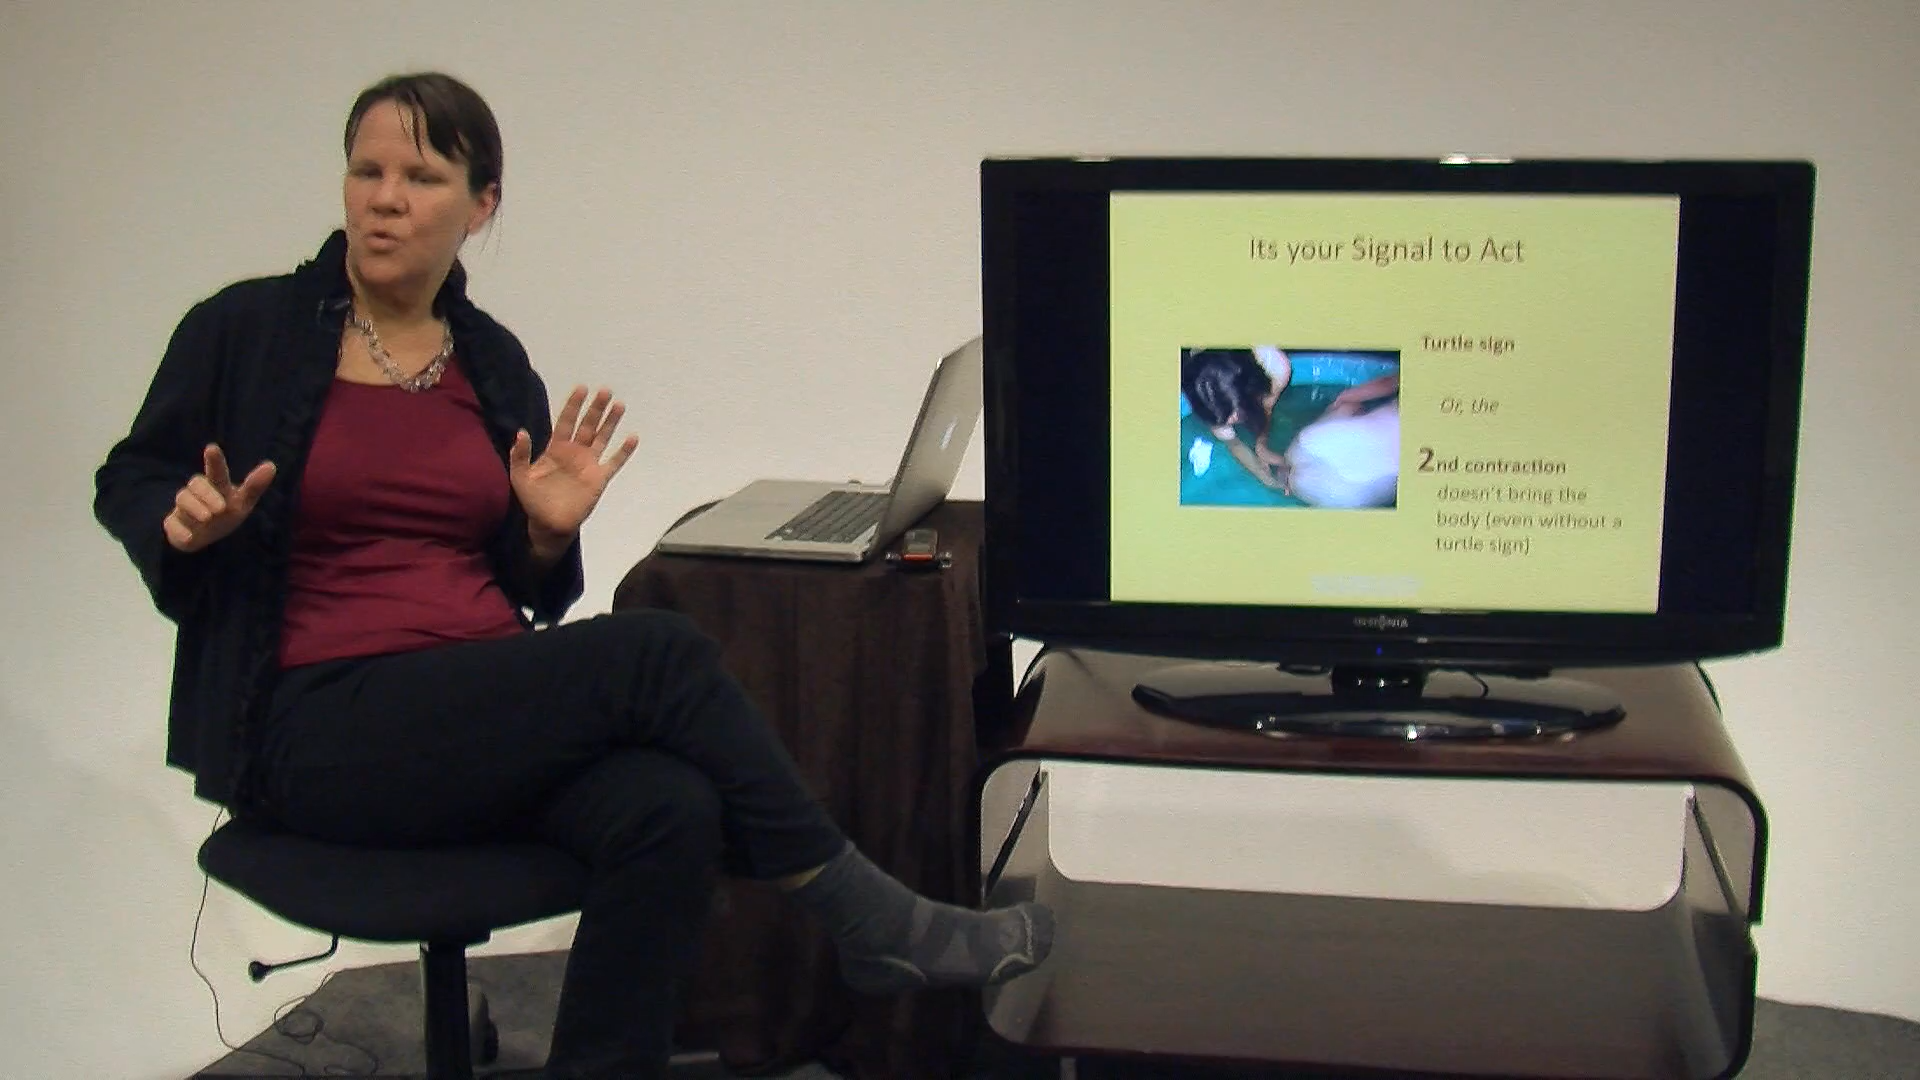 Its your Signal to Act
Turtle sign
Or, the
2nd contraction
doesn't bring the
body (even without a
turtle sign)
INSIGNIA